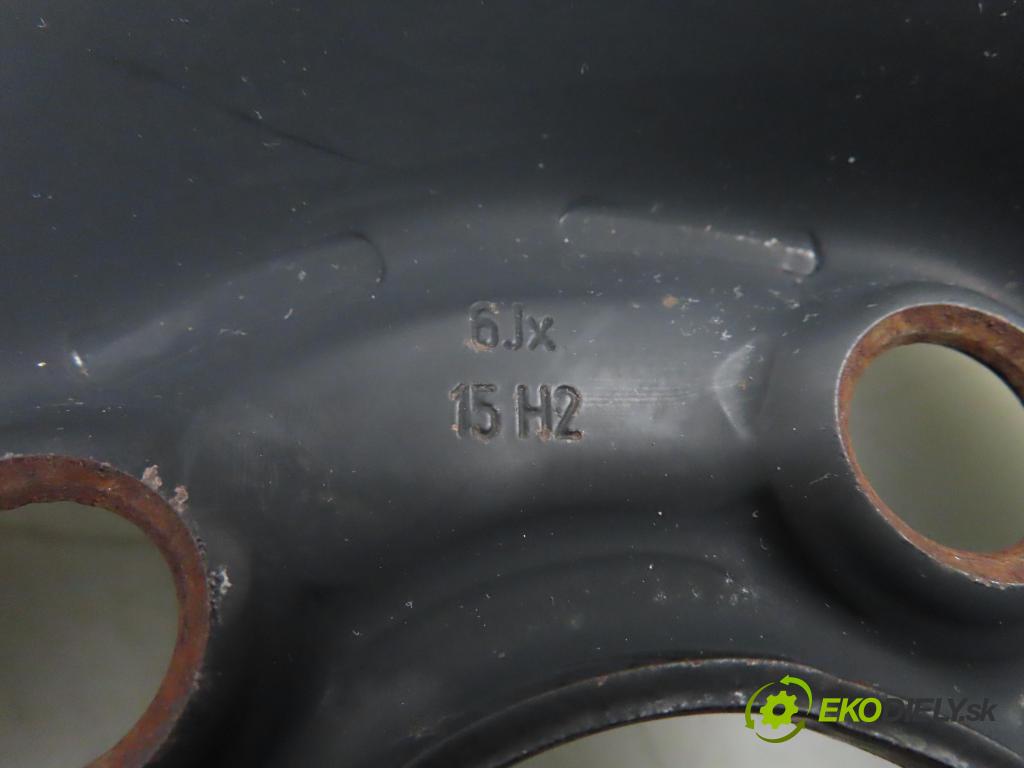 6Jx
15 H2
EKODIELY.sk